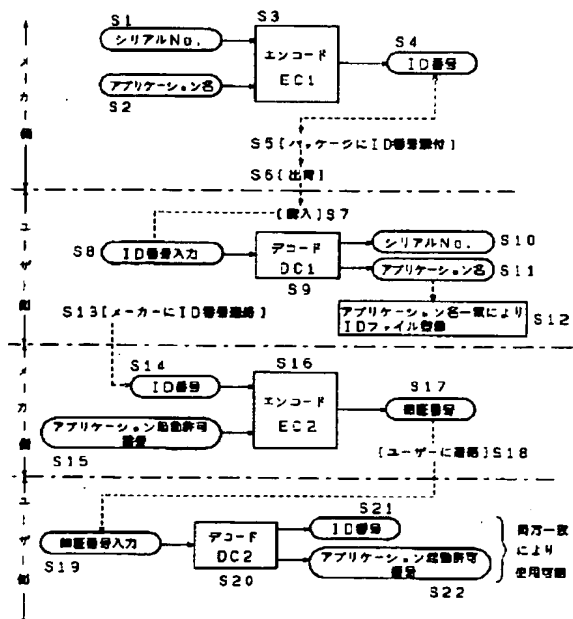 S1
シリアルNo.
アプリケーション名
S2
S3
エンコード
EC1
S4
ID番号
メーカー側
S5[パッケージにID番号添付]
S6[出荷]
[購入]S7
S8
ID番号入力
デコード
DC1
S9
シリアルNo.
S10
アプリケーション名
S11
アプリケーション名一致により
IDファイル登録
S12
ユーザー側
S13[メーカーにID番号連絡]
S14
ID番号
アプリケーション起動許可
番号
S15
S16
エンコード
EC2
S17
認証番号
[ユーザーに連絡]S18
メーカー側
認証番号入力
S19
デコード
DC2
S20
S21
ID番号
アプリケーション起動許可
番号
S22
両方一致
により
使用可能
ユーザー側